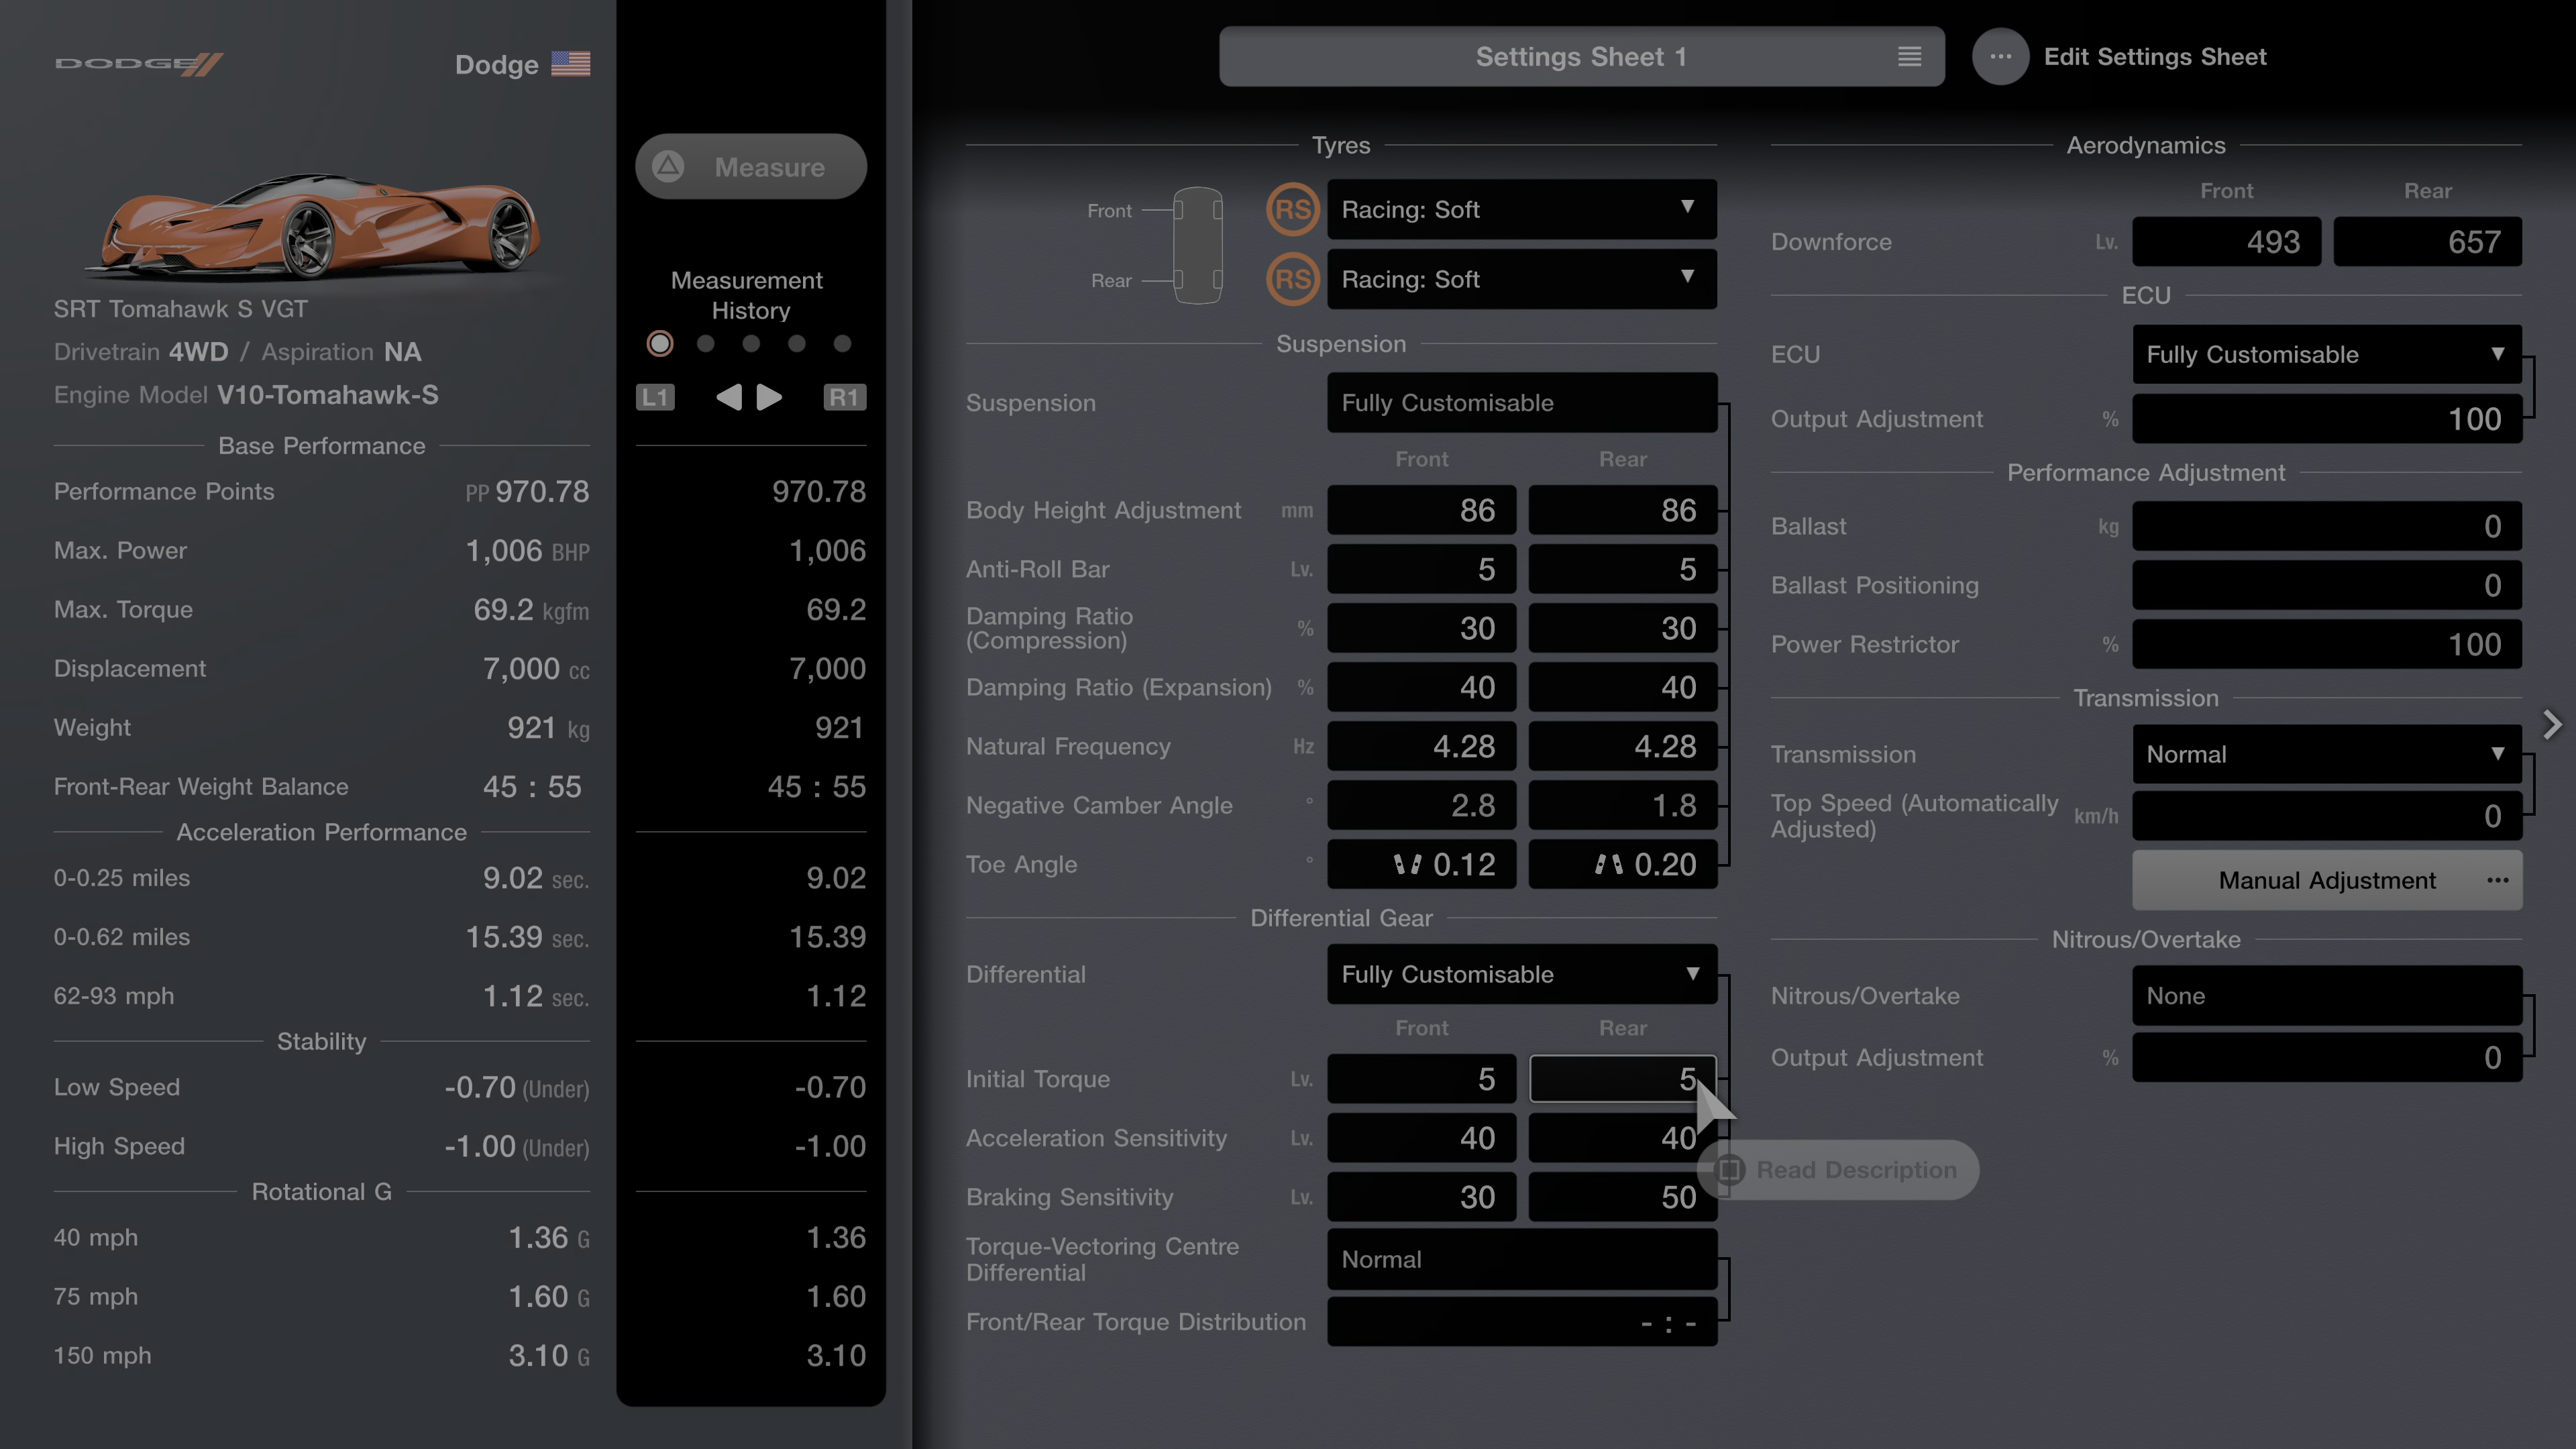 DODGE
Dodge
SRT Tomahawk S VGT
Drivetrain 4WD / Aspiration NA
Engine Model V10-Tomahawk-S
Base Performance
Performance Points PP 970.78
Max. Power 1,006 BHP
Max. Torque 69.2 kgfm
Displacement 7,000 cc
Weight 921 kg
Front-Rear Weight Balance 45 : 55
Acceleration Performance
0-0.25 miles 9.02 sec.
0-0.62 miles 15.39 sec.
62-93 mph 1.12 sec.
Stability
Low Speed -0.70 (Under)
High Speed -1.00 (Under)
Rotational G
40 mph 1.36 G
75 mph 1.60 G
150 mph 3.10 G
Measure
Measurement
History
L1 R1
970.78
1,006
69.2
7,000
921
45 : 55
9.02
15.39
1.12
-0.70
-1.00
1.36
1.60
3.10
Settings Sheet 1
Edit Settings Sheet
Tyres
Front RS Racing: Soft
Rear RS Racing: Soft
Suspension
Suspension Fully Customisable
Front Rear
Body Height Adjustment mm 86 86
Anti-Roll Bar Lv. 5 5
Damping Ratio
(Compression) % 30 30
Damping Ratio (Expansion) % 40 40
Natural Frequency Hz 4.28 4.28
Negative Camber Angle ° 2.8 1.8
Toe Angle ° 0.12 0.20
Differential Gear
Differential Fully Customisable
Front Rear
Initial Torque Lv. 5 5
Acceleration Sensitivity Lv. 40 40
Braking Sensitivity Lv. 30 50
Torque-Vectoring Centre
Differential Normal
Front/Rear Torque Distribution - : -
Read Description
Aerodynamics
Front Rear
Downforce Lv. 493 657
ECU
ECU Fully Customisable
Output Adjustment % 100
Performance Adjustment
Ballast kg 0
Ballast Positioning 0
Power Restrictor % 100
Transmission
Transmission Normal
Top Speed (Automatically
Adjusted) km/h 0
Manual Adjustment
Nitrous/Overtake
Nitrous/Overtake None
Output Adjustment % 0